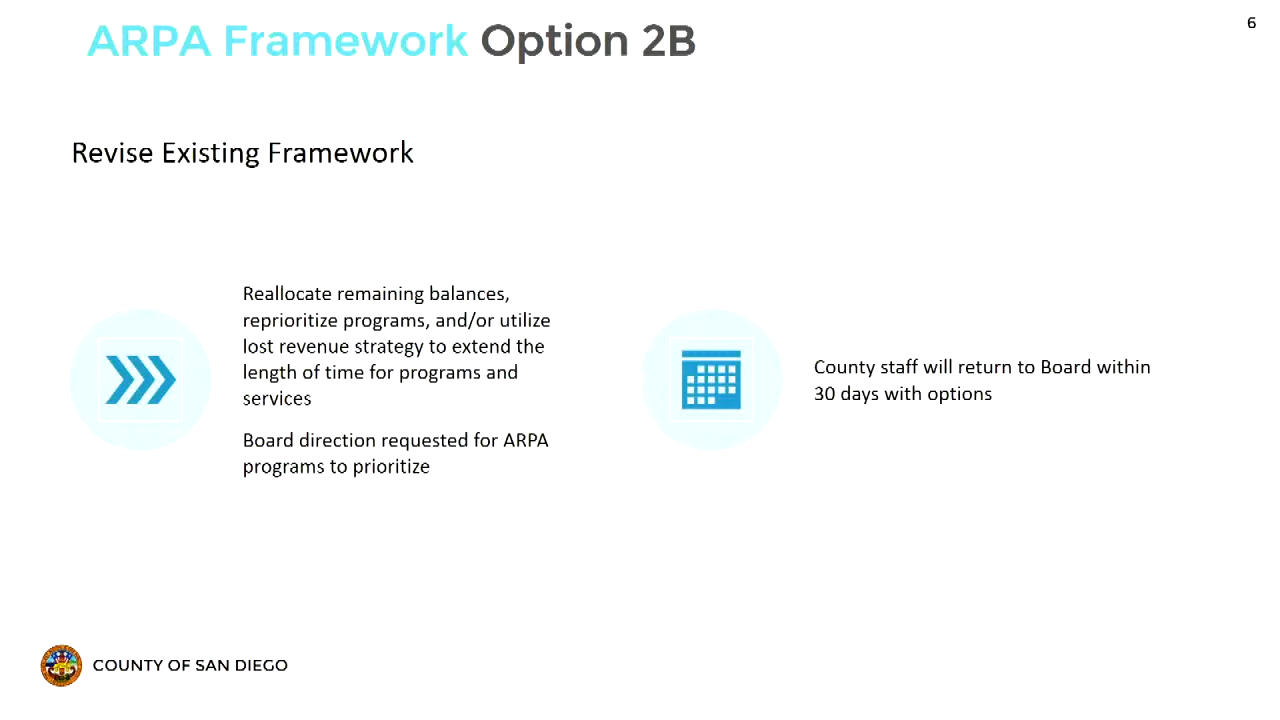 ARPA Framework Option 2B
6
Revise Existing Framework
Reallocate remaining balances,
reprioritize programs, and/or utilize
lost revenue strategy to extend the
length of time for programs and
services
Board direction requested for ARPA
programs to prioritize
County staff will return to Board within
30 days with options
COUNTY OF SAN DIEGO